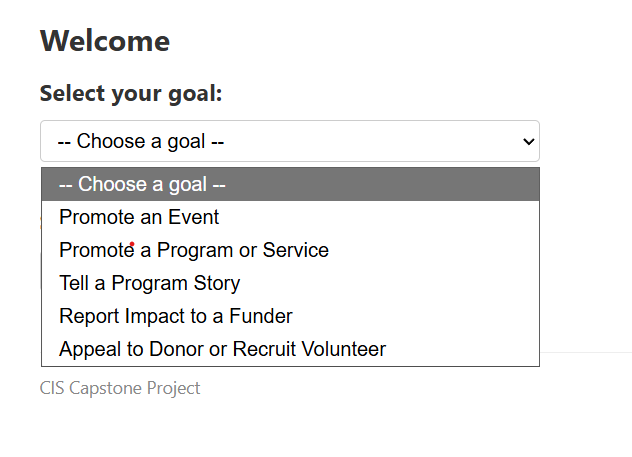 Welcome
Select your goal:
-- Choose a goal --
-- Choose a goal --
Promote an Event
Promote a Program or Service
Tell a Program Story
Report Impact to a Funder
Appeal to Donor or Recruit Volunteer
CIS Capstone Project